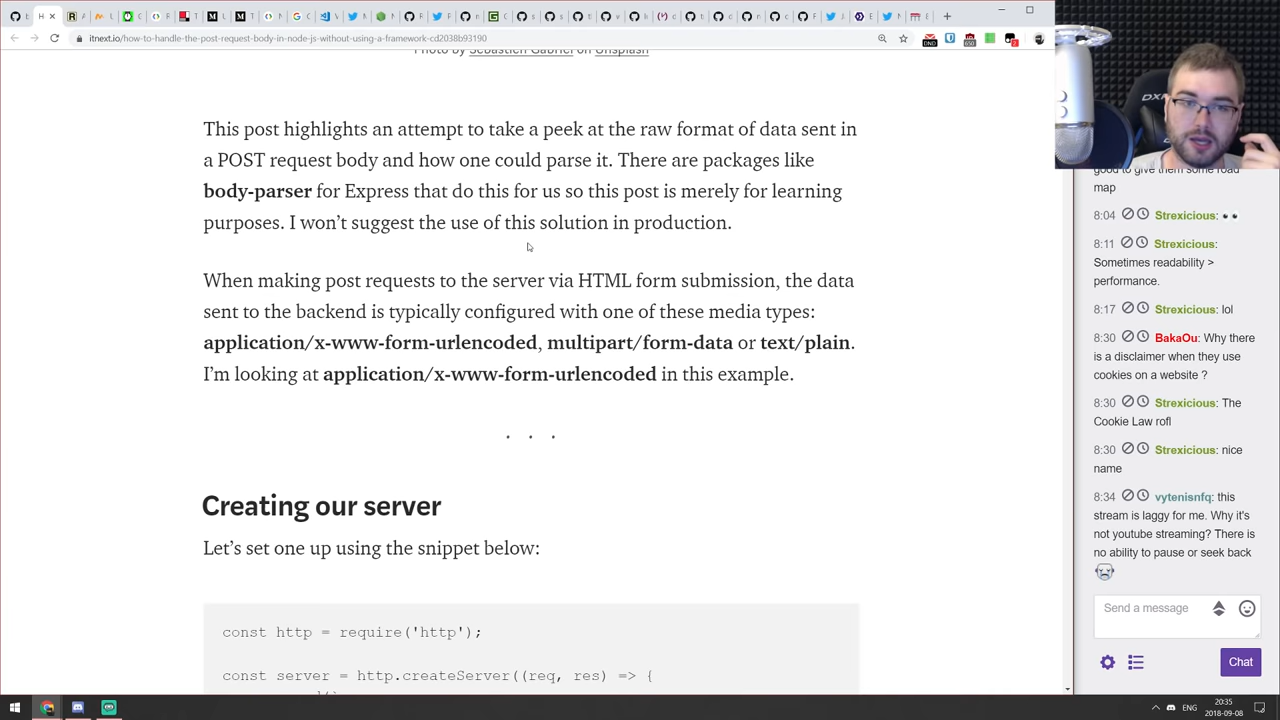 itnext.io/how-to-handle-the-post-request-body-in-node-js-without-using-a-framework-cd2038b93190
Photo by Sebastien Gabriel on Unsplash
This post highlights an attempt to take a peek at the raw format of data sent in
a POST request body and how one could parse it. There are packages like
body-parser for Express that do this for us so this post is merely for learning
purposes. I won’t suggest the use of this solution in production.
When making post requests to the server via HTML form submission, the data
sent to the backend is typically configured with one of these media types:
application/x-www-form-urlencoded, multipart/form-data or text/plain.
I’m looking at application/x-www-form-urlencoded in this example.
. . .
Creating our server
Let’s set one up using the snippet below:
const http = require('http');
const server = http.createServer((req, res) => {
DX
good to give them some road
map
8:04 Strexicious: 👀
8:11 Strexicious:
Sometimes readability >
performance.
8:17 Strexicious: lol
8:30 BakaOu: Why there
is a disclaimer when they use
cookies on a website ?
8:30 Strexicious: The
Cookie Law rofl
8:30 Strexicious: nice
name
8:34 vytenisnfq: this
stream is laggy for me. Why it's
not youtube streaming? There is
no ability to pause or seek back
Send a message
Chat
ENG
20:35
2018-09-08